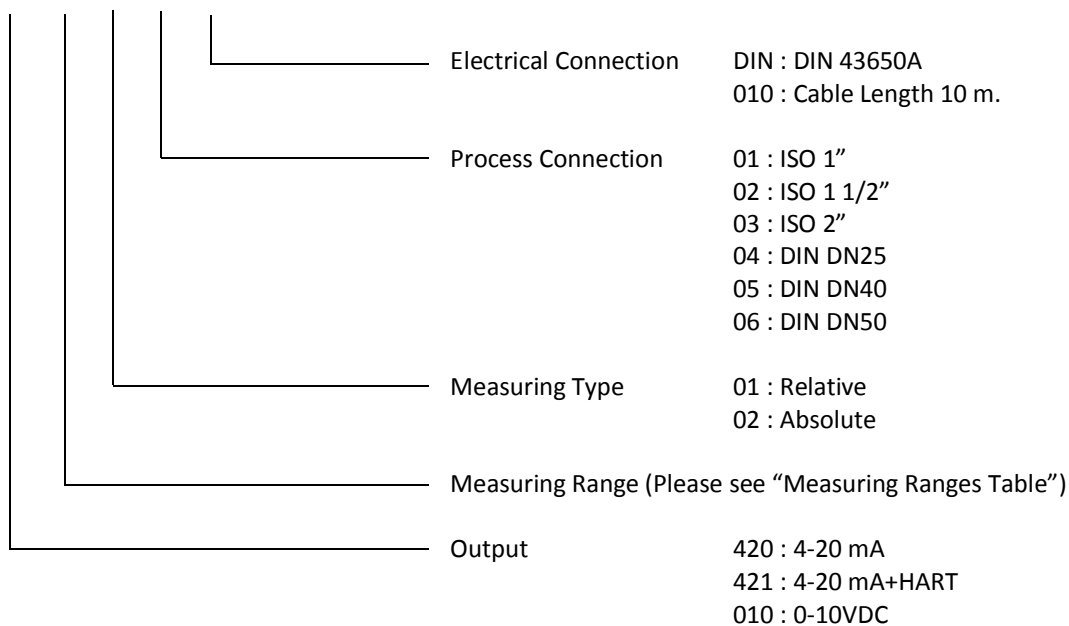 Electrical Connection DIN : DIN 43650A
010 : Cable Length 10 m.
Process Connection 01 : ISO 1”
02 : ISO 1 1/2”
03 : ISO 2”
04 : DIN DN25
05 : DIN DN40
06 : DIN DN50
Measuring Type 01 : Relative
02 : Absolute
Measuring Range (Please see “Measuring Ranges Table”)
Output 420 : 4-20 mA
421 : 4-20 mA+HART
010 : 0-10VDC